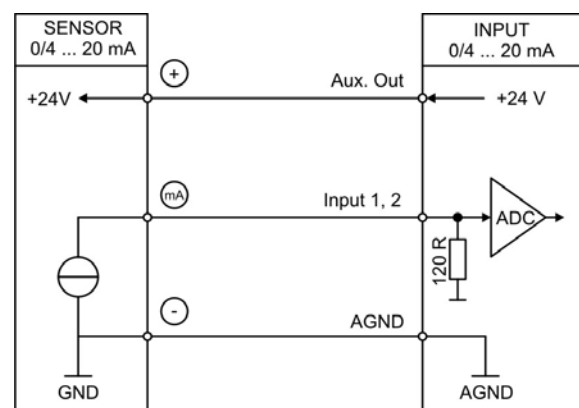 SENSOR
0/4 ... 20 mA
INPUT
0/4 ... 20 mA
+
Aux. Out
+24V
+24 V
mA
Input 1, 2
ADC
120 R
-
AGND
GND
AGND